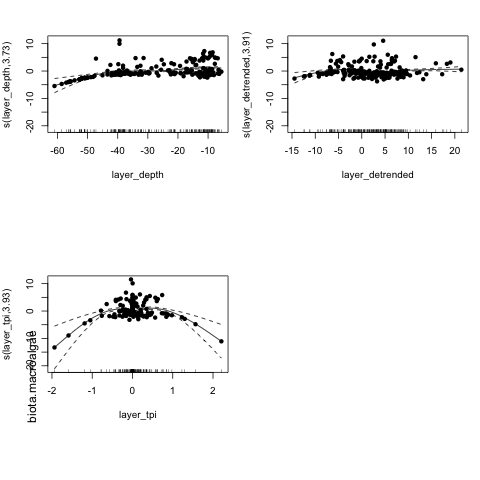 s(layer_depth,3.73)
10
0
-10
-20
-60 -50 -40 -30 -20 -10
layer_depth
s(layer_detrended,3.91)
10
0
-10
-20
-15 -10 -5 0 5 10 15 20
layer_detrended
s(layer_tpi,3.93)
10
0
-10
-20
-2 -1 0 1 2
layer_tpi
biota.macroalgae